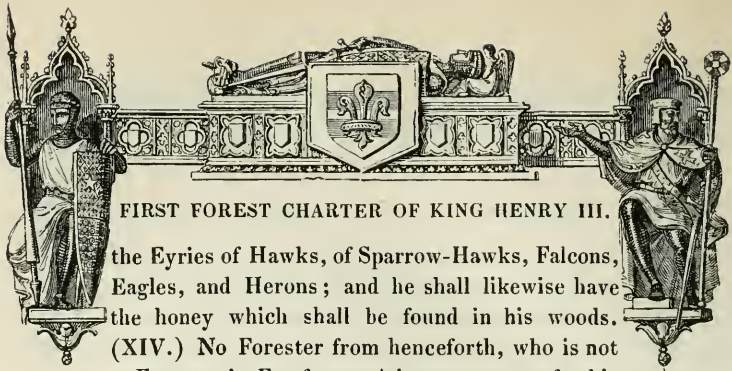 FIRST FOREST CHARTER OF KING HENRY III.
the Eyries of Hawks, of Sparrow-Hawks, Falcons,
Eagles, and Herons; and he shall likewise have
the honey which shall be found in his woods.
(XIV.) No Forester from henceforth, who is not